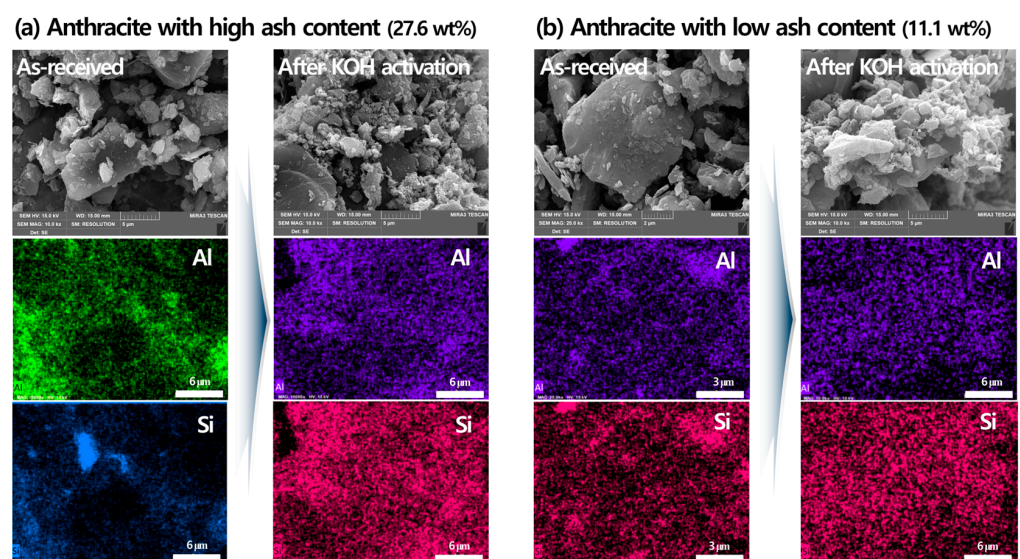 (a) Anthracite with high ash content (27.6 wt%)
(b) Anthracite with low ash content (11.1 wt%)
As-received
After KOH activation
As-received
After KOH activation
SEM HV: 15.0 kV WD: 15.00 mm MIRA3 TESCAN
SEM MAG: 10.0 kx SM: RESOLUTION 5 µm
Det: SE
SEM HV: 15.0 kV WD: 15.00 mm MIRA3 TESCAN
SEM MAG: 10.0 kx SM: RESOLUTION 5 µm
Det: SE
SEM HV: 15.0 kV WD: 15.00 mm MIRA3 TESCAN
SEM MAG: 20.0 kx SM: RESOLUTION 2 µm
Det: SE
SEM HV: 15.0 kV WD: 15.00 mm MIRA3 TESCAN
SEM MAG: 10.0 kx SM: RESOLUTION 5 µm
Det: SE
Al
Al
6 µm
Al
Al
6 µm
Al
Al
3 µm
Al
Al
6 µm
Si
Si
6 µm
Si
6 µm
Si
3 µm
Si
6 µm